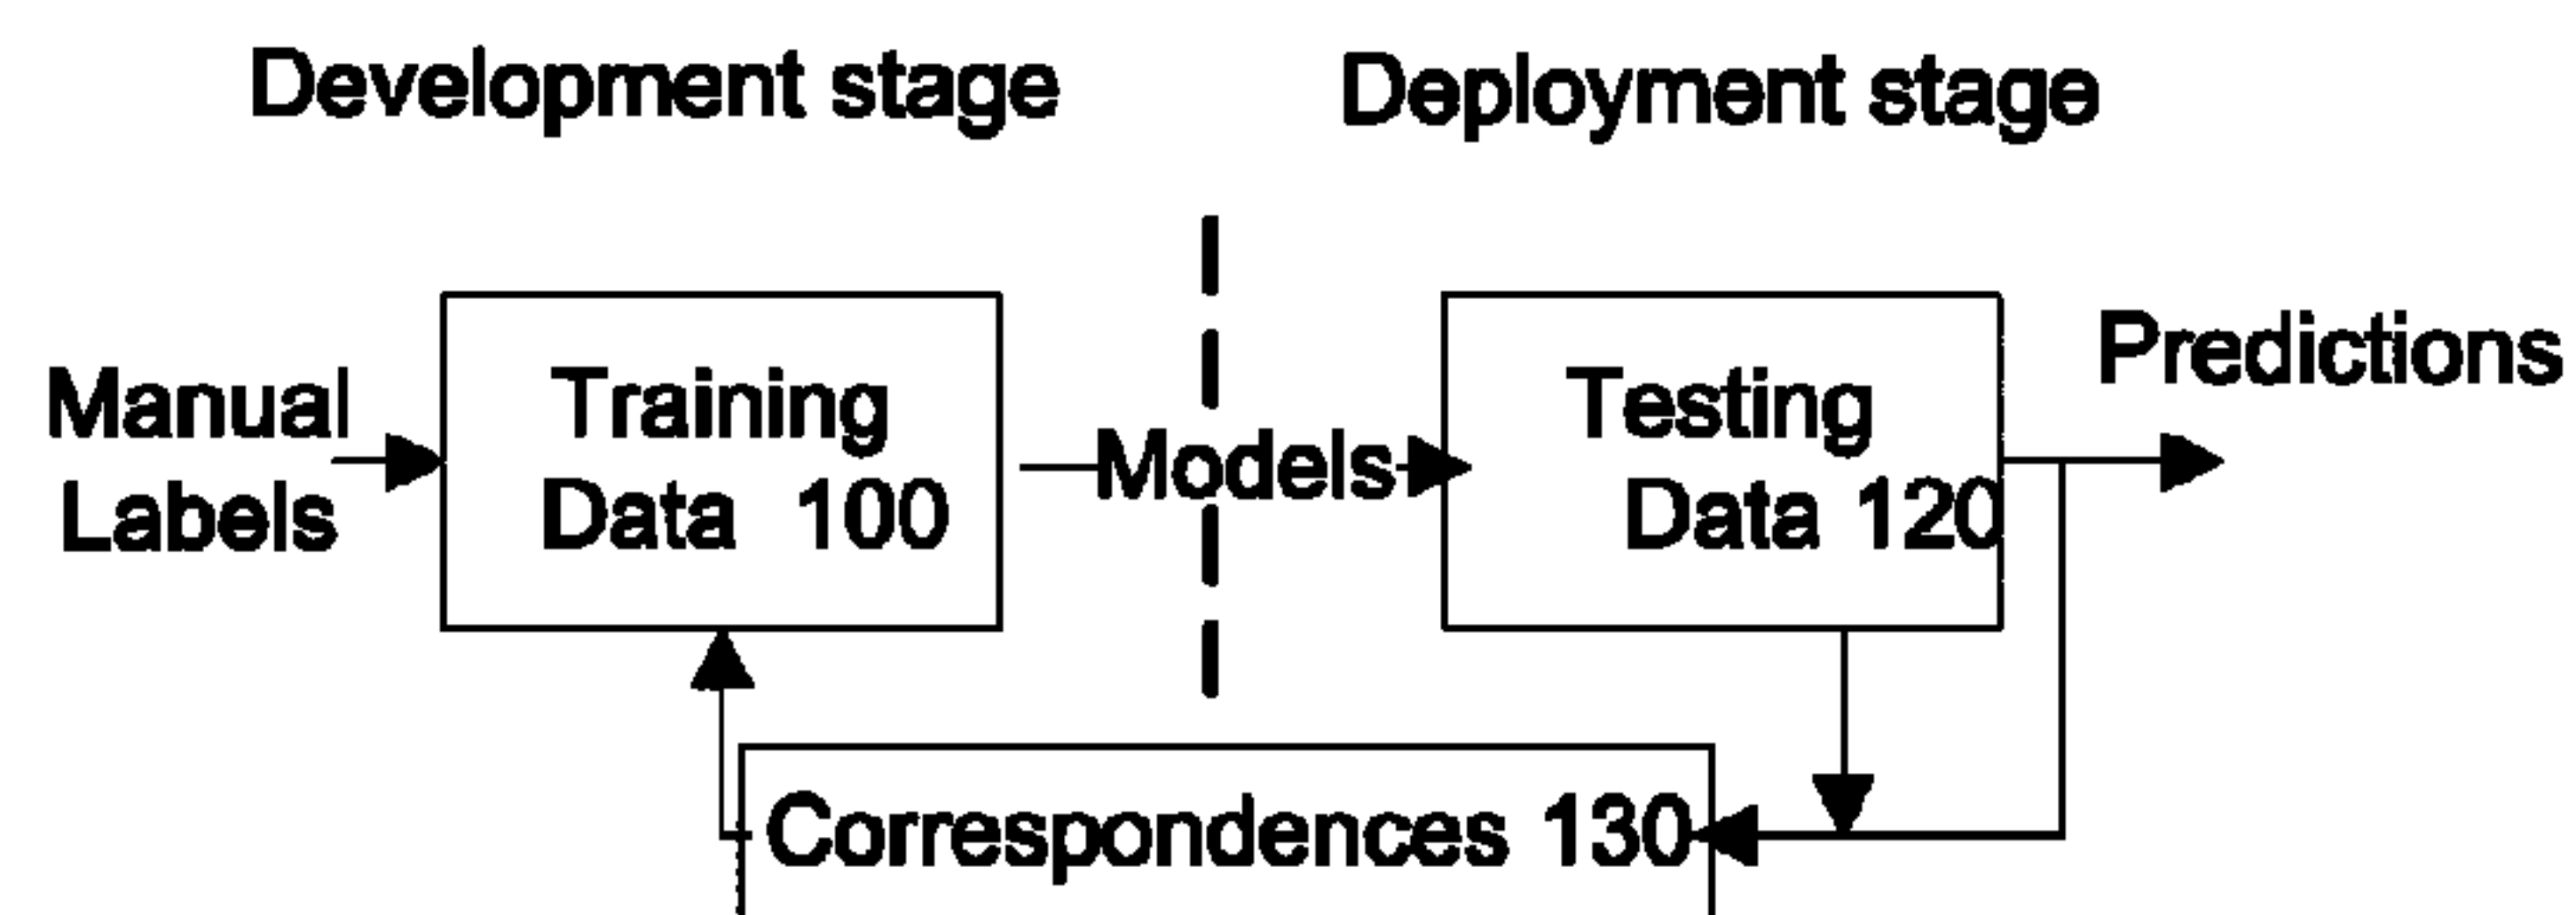 Development stage
Deployment stage
Manual
Labels
Training
Data 100
Models
Testing
Data 120
Predictions
Correspondences 130